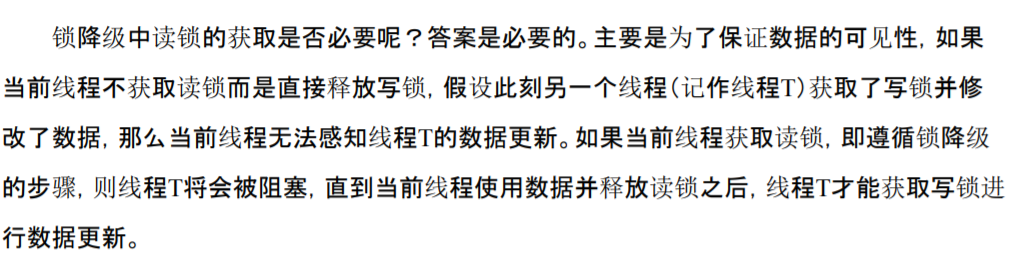 锁降级中读锁的获取是否必要呢？答案是必要的。主要是为了保证数据的可见性，如果
当前线程不获取读锁而是直接释放写锁，假设此刻另一个线程（记作线程T）获取了写锁并修
改了数据，那么当前线程无法感知线程T的数据更新。如果当前线程获取读锁，即遵循锁降级
的步骤，则线程T将会被阻塞，直到当前线程使用数据并释放读锁之后，线程T才能获取写锁进
行数据更新。